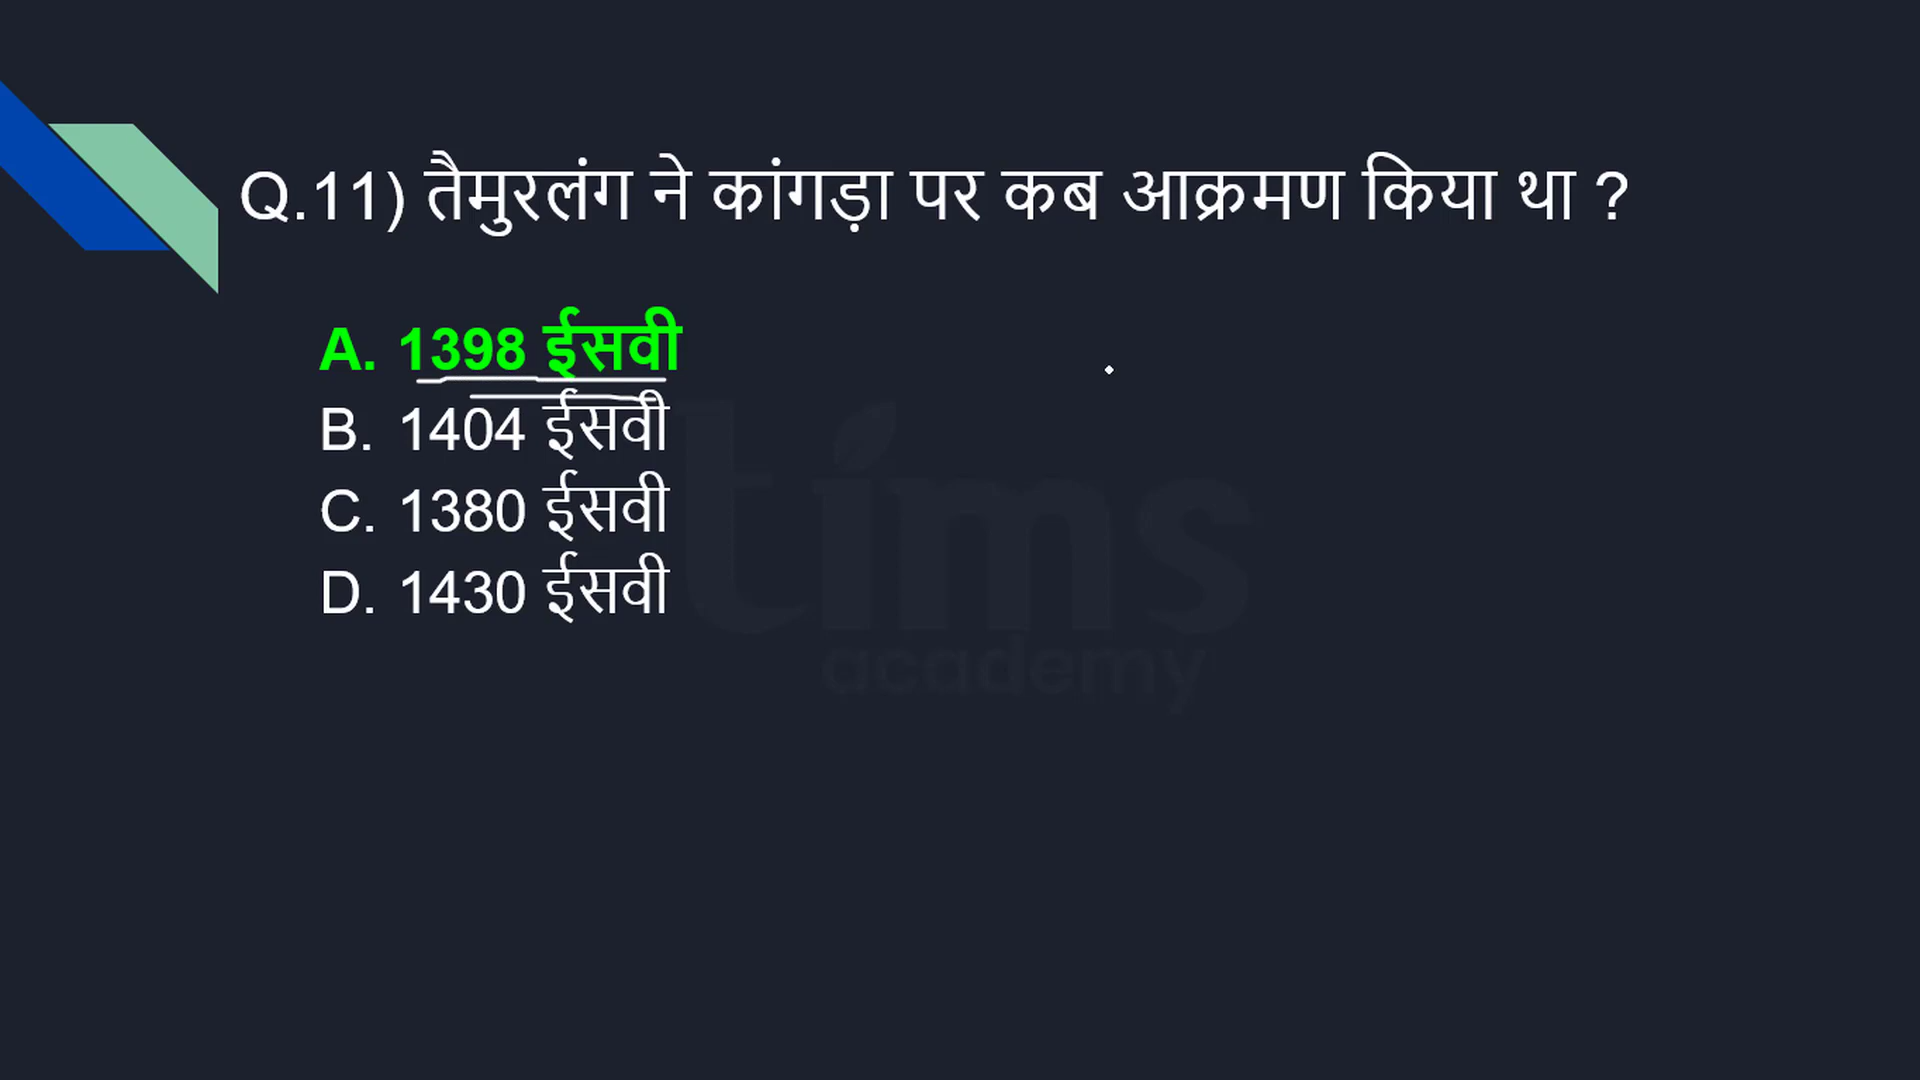 Q.11) तैमुरलंग ने कांगड़ा पर कब आक्रमण किया था ?
A. 1398 ईसवी
B. 1404 ईसवी
C. 1380 ईसवी
D. 1430 ईसवी
tims
academy